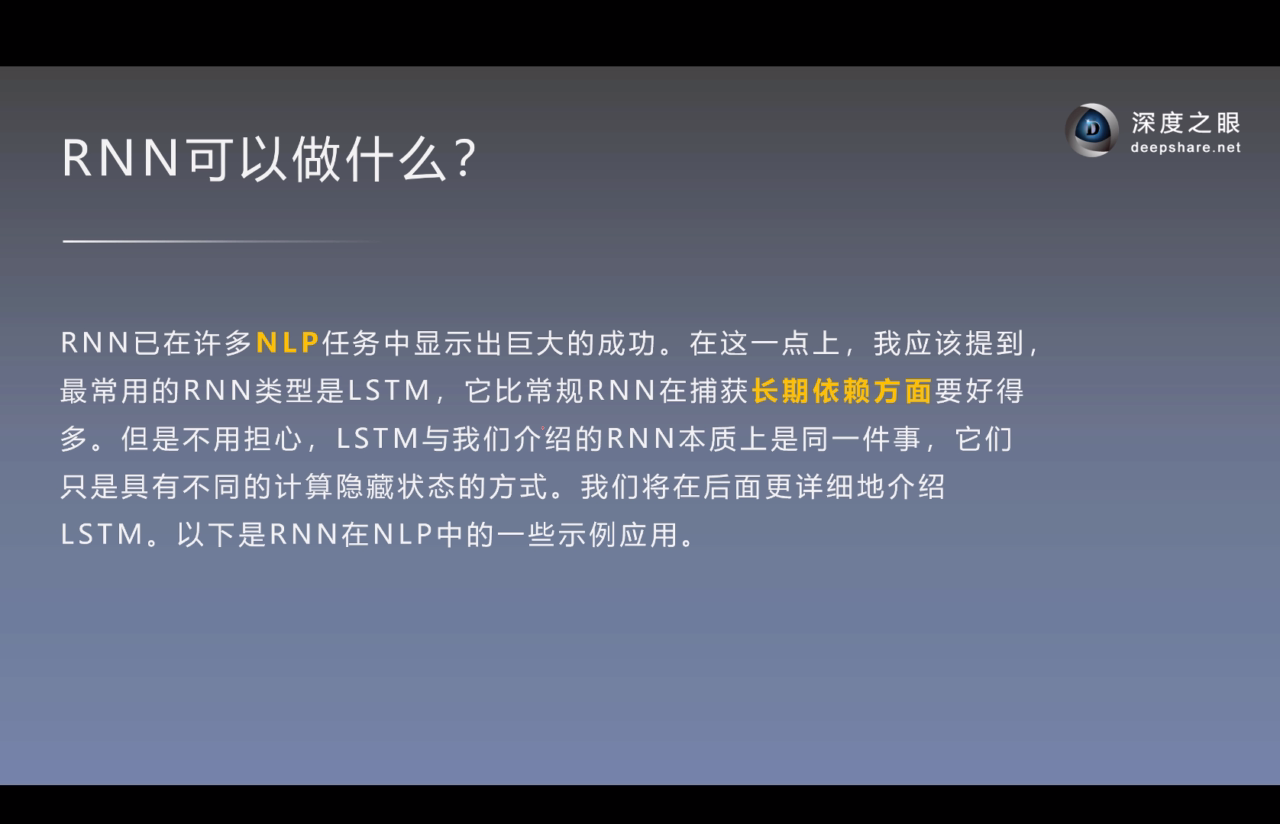 深度之眼
deepshare.net
RNN可以做什么？
RNN已在许多NLP任务中显示出巨大的成功。在这一点上，我应该提到，
最常用的RNN类型是LSTM，它比常规RNN在捕获长期依赖方面要好得
多。但是不用担心，LSTM与我们介绍的RNN本质上是同一件事，它们
只是具有不同的计算隐藏状态的方式。我们将在后面更详细地介绍
LSTM。以下是RNN在NLP中的一些示例应用。